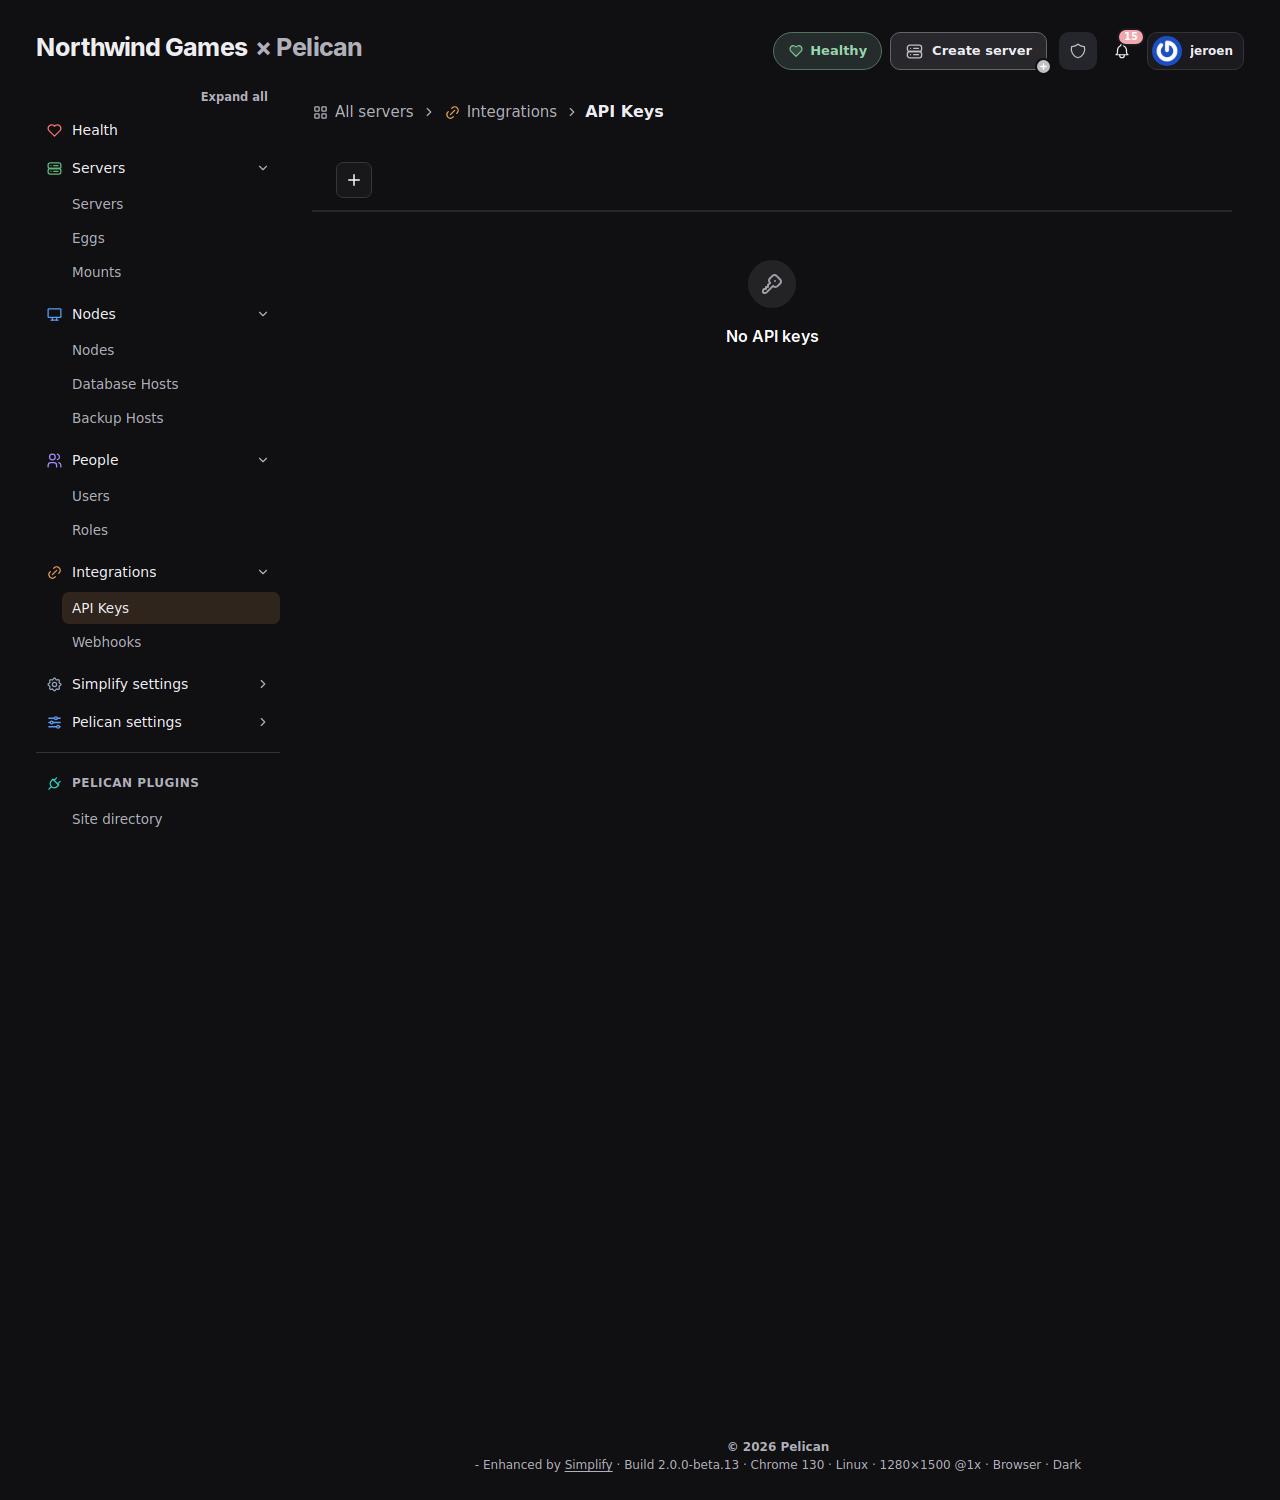 Northwind Games × Pelican
Healthy
Create server
15
jeroen
Expand all
All servers
Integrations
API Keys
Health
Servers
Servers
Eggs
Mounts
Nodes
Nodes
Database Hosts
Backup Hosts
People
Users
Roles
Integrations
API Keys
Webhooks
Simplify settings
Pelican settings
PELICAN PLUGINS
Site directory
No API keys
© 2026 Pelican
- Enhanced by Simplify · Build 2.0.0-beta.13 · Chrome 130 · Linux · 1280×1500 @1x · Browser · Dark